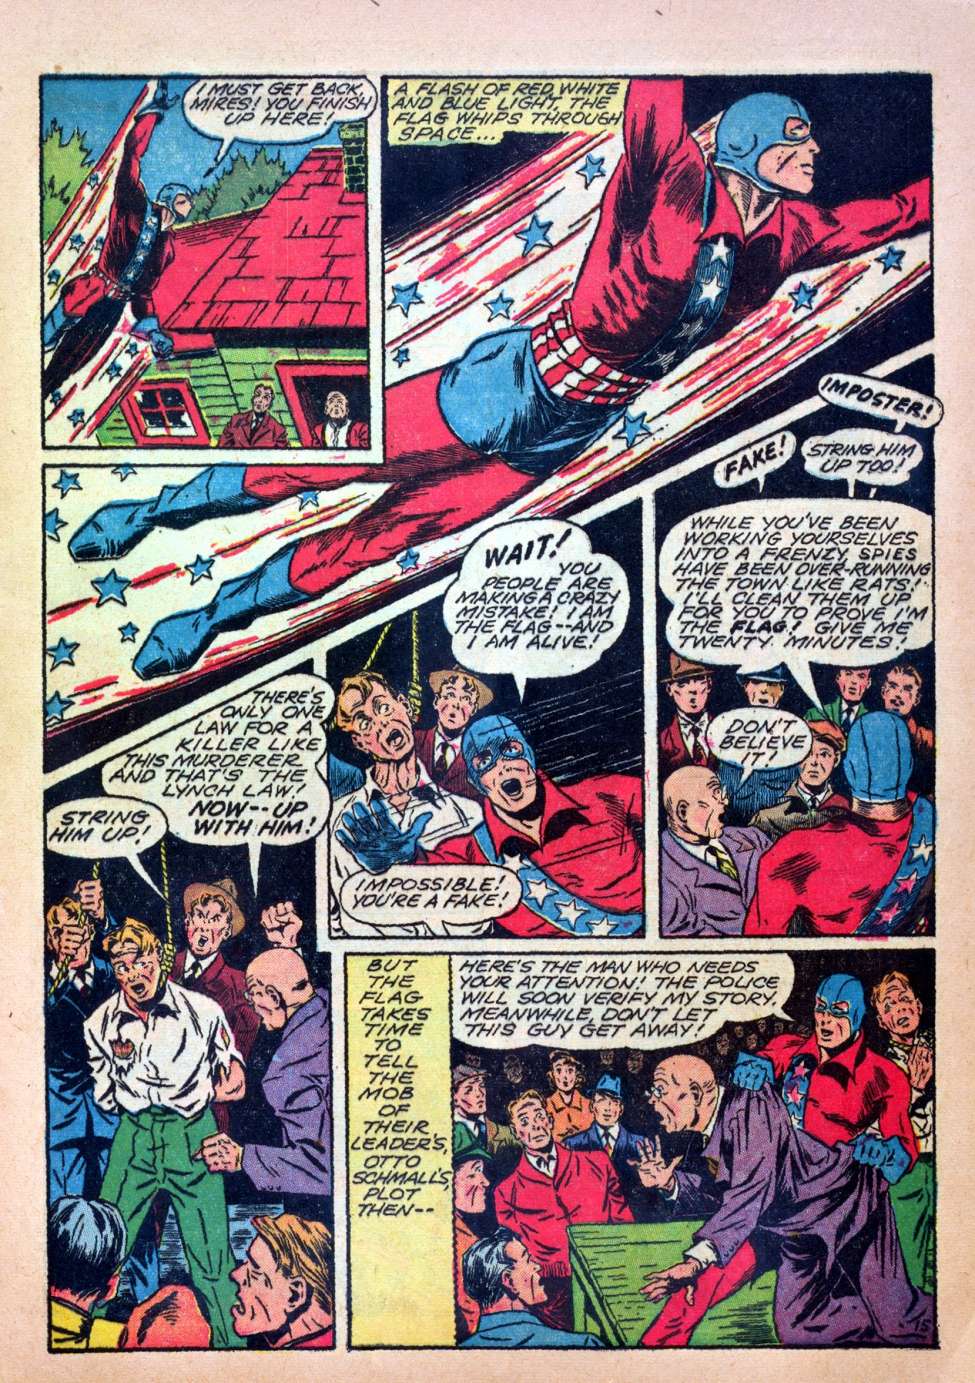 I MUST GET BACK,
MIRES! YOU FINISH
UP HERE!
A FLASH OF RED, WHITE
AND BLUE LIGHT, THE
FLAG WHIPS THROUGH
SPACE...
THERE'S
ONLY ONE
LAW FOR A
KILLER LIKE
THIS MURDERER
AND THAT'S THE
LYNCH LAW!
NOW--UP
WITH HIM!
STRING
HIM UP!
WAIT!
YOU
PEOPLE ARE
MAKING A CRAZY
MISTAKE! I AM
THE FLAG--AND
I AM ALIVE!
IMPOSSIBLE!
YOU'RE A FAKE!
IMPOSTER!
FAKE!
STRING HIM
UP TOO!
WHILE YOU'VE BEEN
WORKING YOURSELVES
INTO A FRENZY, SPIES
HAVE BEEN OVER-RUNNING
THE TOWN LIKE RATS!
I'LL CLEAN THEM UP
FOR YOU TO PROVE I'M
THE FLAG! GIVE ME
TWENTY MINUTES!
DON'T
BELIEVE
IT!
BUT
THE
FLAG
TAKES
TIME
TO
TELL
THE
MOB
OF
THEIR
LEADER'S,
OTTO
SCHMALL'S,
PLOT
THEN--
HERE'S THE MAN WHO NEEDS
YOUR ATTENTION! THE POLICE
WILL SOON VERIFY MY STORY.
MEANWHILE, DON'T LET
THIS GUY GET AWAY!
15